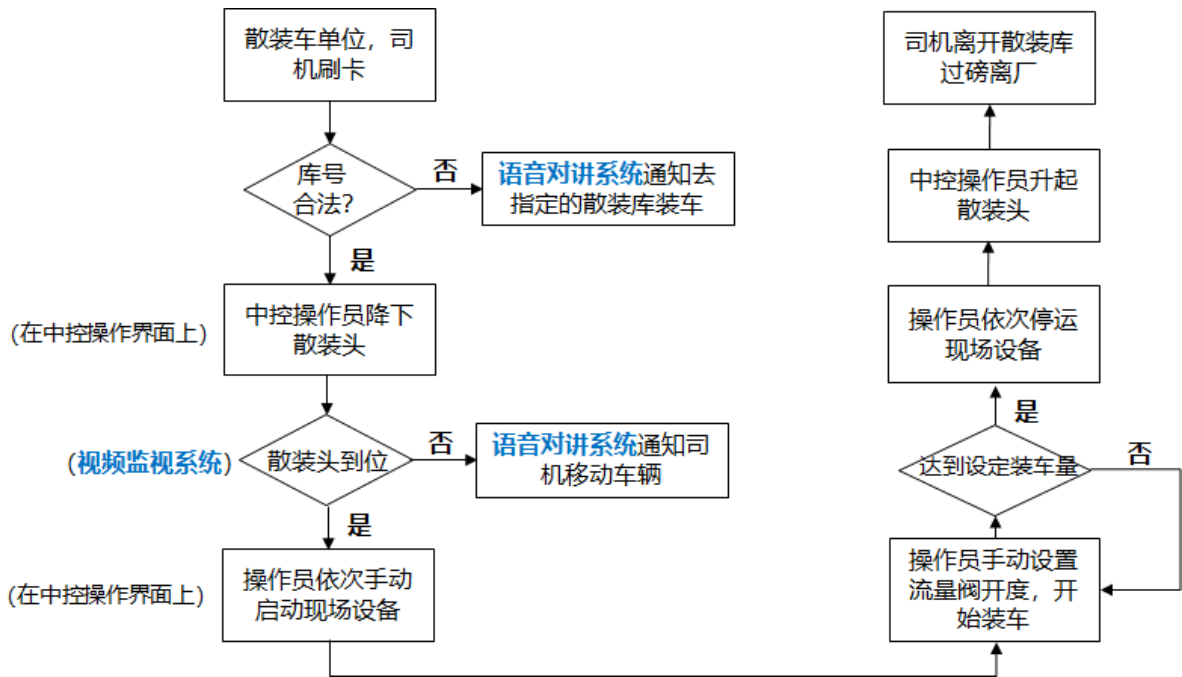 散装车单位，司
机刷卡
库号
合法？
否
语音对讲系统通知去
指定的散装库装车
是
(在中控操作界面上)
中控操作员降下
散装头
(视频监视系统)
散装头到位
否
语音对讲系统通知司
机移动车辆
是
(在中控操作界面上)
操作员依次手动
启动现场设备
操作员手动设置
流量阀开度，开
始装车
达到设定装车量
否
是
操作员依次停运
现场设备
中控操作员升起
散装头
司机离开散装库
过磅离厂